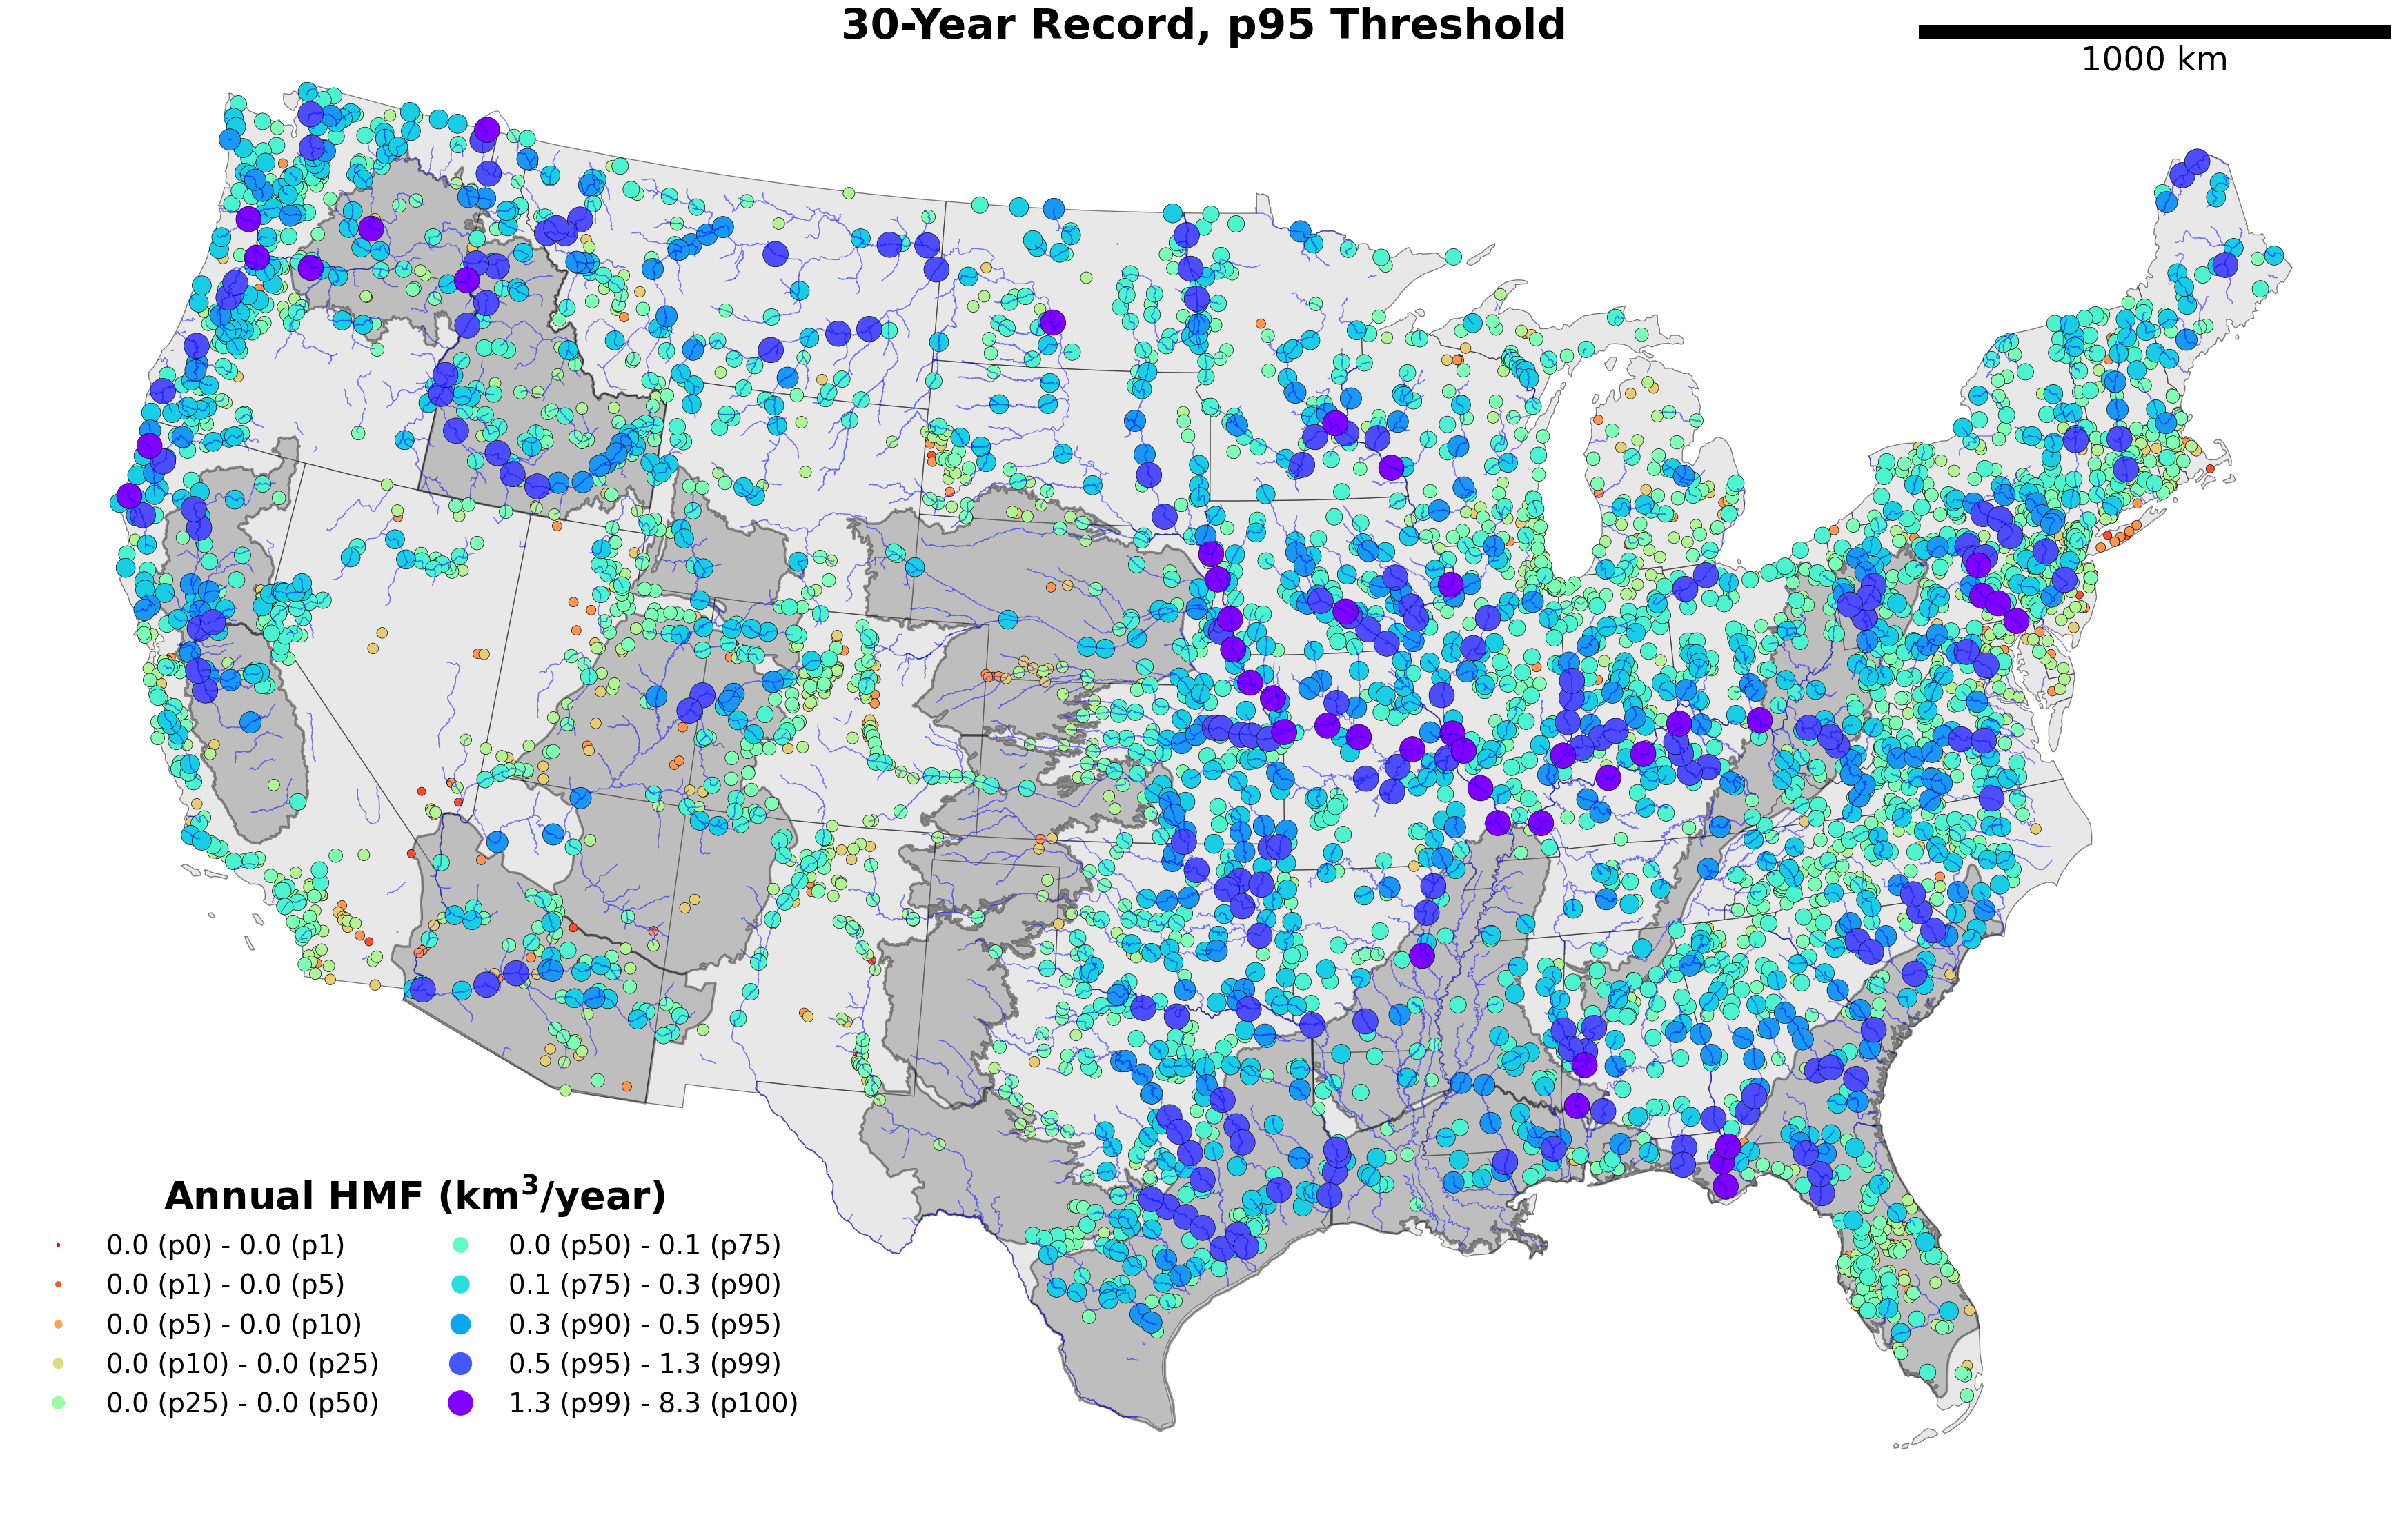 30-Year Record, p95 Threshold
1000 km
Annual HMF (km³/year)
0.0 (p0) - 0.0 (p1)
0.0 (p1) - 0.0 (p5)
0.0 (p5) - 0.0 (p10)
0.0 (p10) - 0.0 (p25)
0.0 (p25) - 0.0 (p50)
0.0 (p50) - 0.1 (p75)
0.1 (p75) - 0.3 (p90)
0.3 (p90) - 0.5 (p95)
0.5 (p95) - 1.3 (p99)
1.3 (p99) - 8.3 (p100)